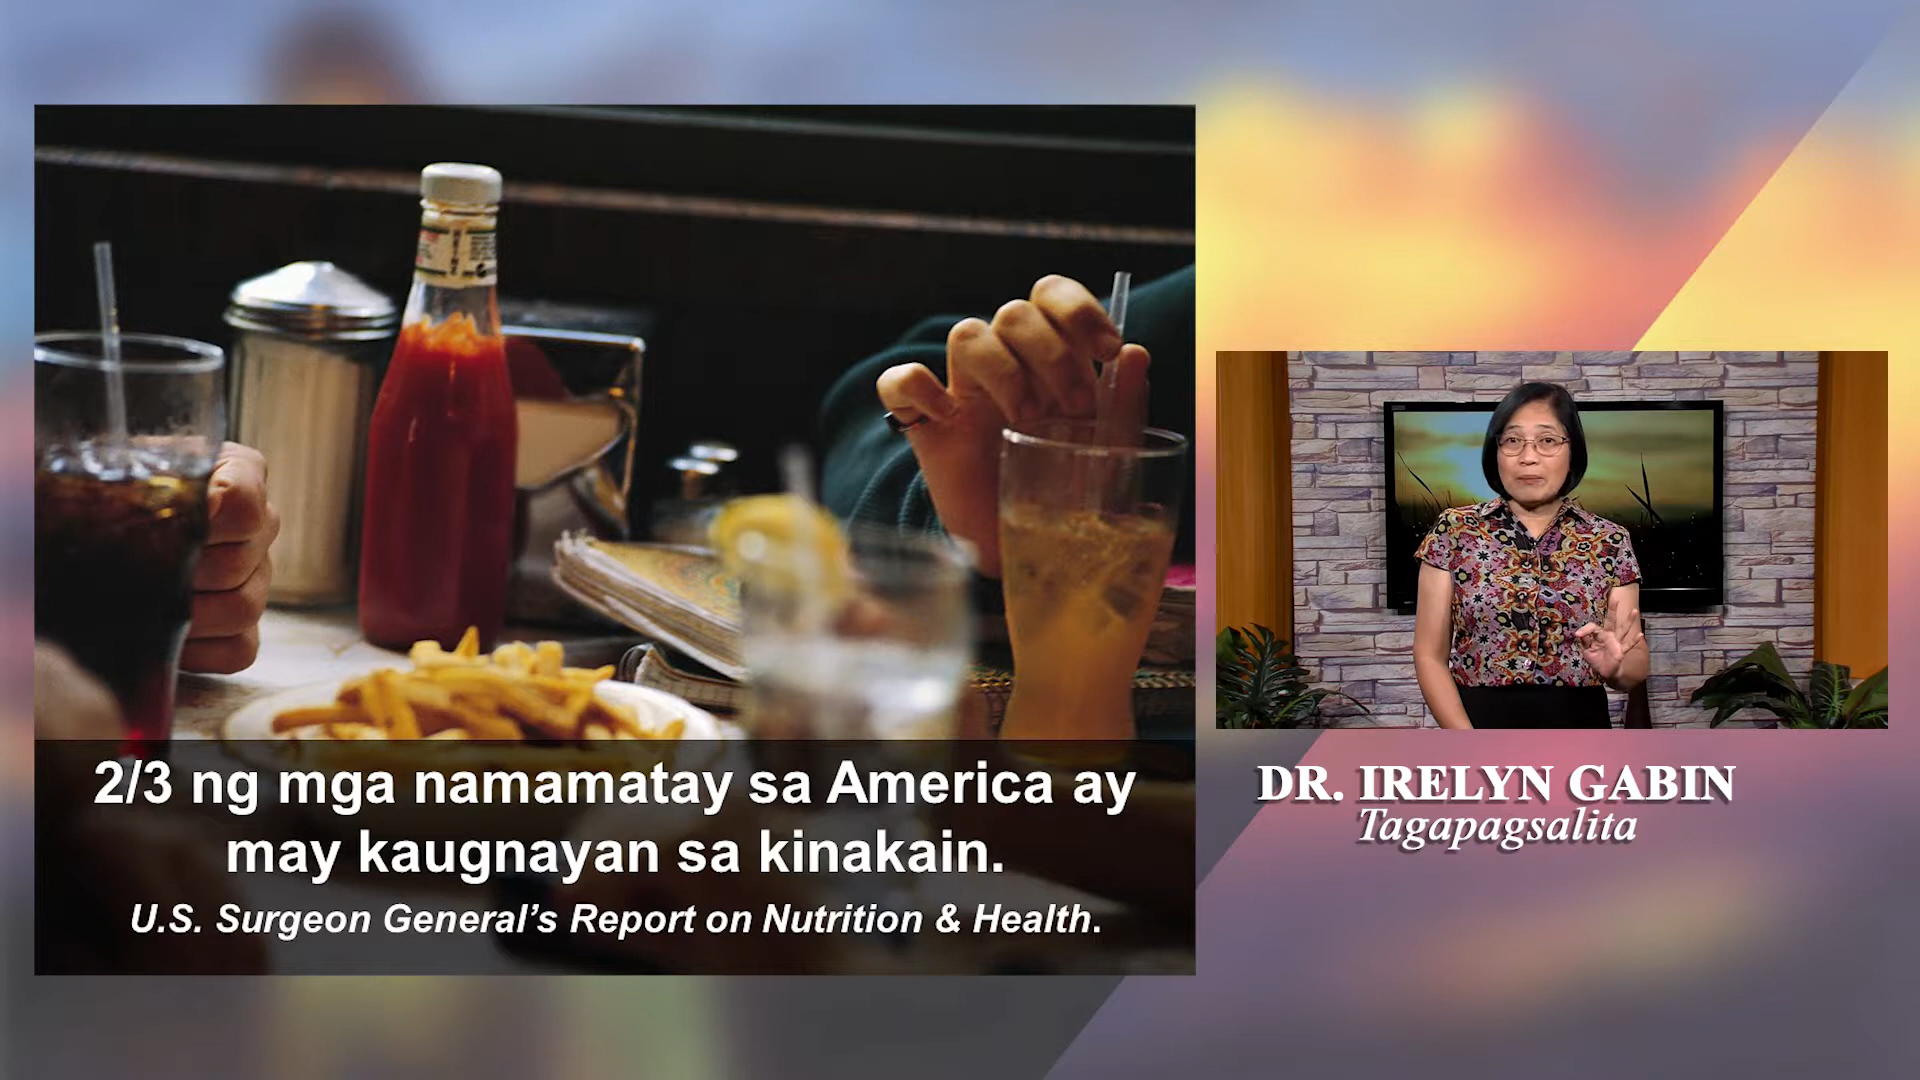 2/3 ng mga namamatay sa America ay
may kaugnayan sa kinakain.
U.S. Surgeon General’s Report on Nutrition & Health.
DR. IRELYN GABIN
Tagapagsalita